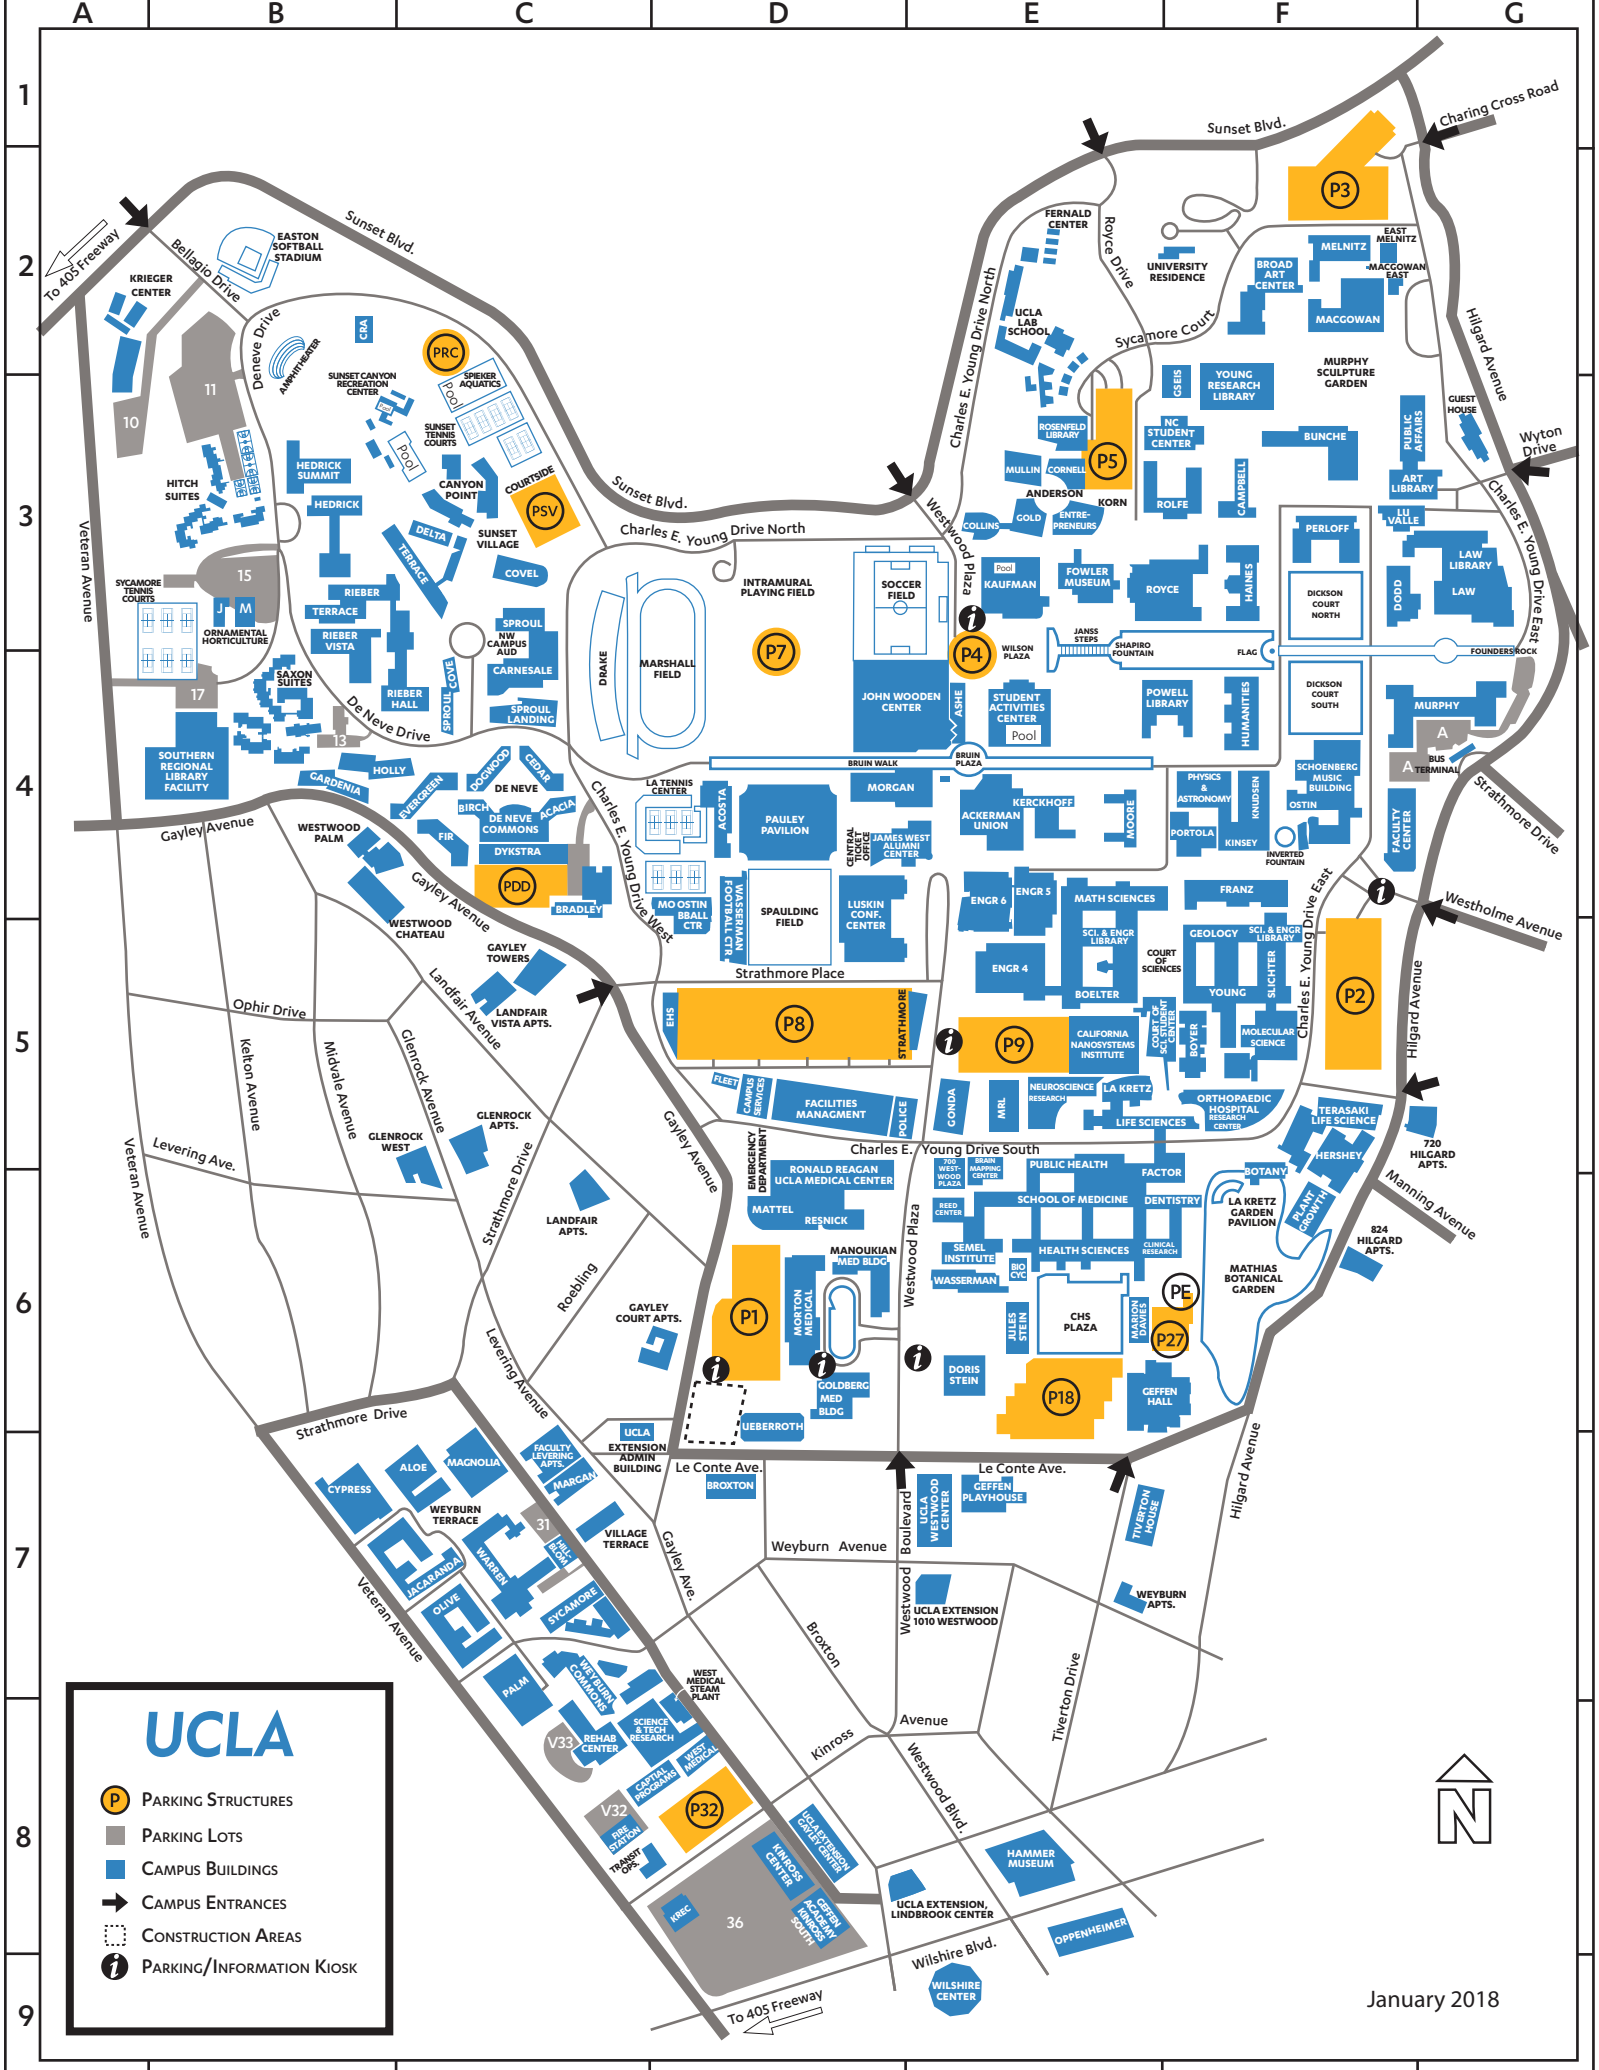 A
B
C
D
E
F
G
1
2
3
4
5
6
7
8
9
Charing Cross Road
Sunset Blvd.
P3
To 405 Freeway
Bellagio Drive
EASTON
SOFTBALL
STADIUM
Sunset Blvd.
KRIEGER
CENTER
FERNALD
CENTER
Royce Drive
UNIVERSITY
RESIDENCE
BROAD
ART
CENTER
MELNITZ
EAST
MELNITZ
MACGOWAN
EAST
MACGOWAN
Deneve Drive
AMPHITHEATER
CRA
PRC
UCLA
LAB
SCHOOL
Sycamore Court
Charles E. Young Drive North
Hilgard Avenue
MURPHY
SCULPTURE
GARDEN
11
10
SUNSET CANYON
RECREATION
CENTER
Pool
SPIEKER
AQUATICS
Pool
SUNSET
TENNIS
COURTS
Pool
GSEIS
YOUNG
RESEARCH
LIBRARY
ROSENFELD
LIBRARY
P5
NC
STUDENT
CENTER
BUNCHE
PUBLIC
AFFAIRS
GUEST
HOUSE
Wyton
Drive
HITCH
SUITES
HEDRICK
SUMMIT
HEDRICK
CANYON
POINT
COURTSIDE
PSV
MULLIN
CORNELL
ANDERSON
KORN
COLLINS
GOLD
ENTRE-
PRENEURS
ROLFE
CAMPBELL
ART
LIBRARY
LU
VALLE
Charles E. Young Drive East
Sunset Blvd.
Charles E. Young Drive North
Westwood Plaza
Veteran Avenue
DELTA
TERRACE
SUNSET
VILLAGE
COVEL
PERLOFF
LAW
LIBRARY
LAW
DODD
15
SYCAMORE
TENNIS
COURTS
J
M
ORNAMENTAL
HORTICULTURE
RIEBER
TERRACE
RIEBER
VISTA
RIEBER
HALL
SPROUL
NW
CAMPUS
AUD
CARNESALE
SPROUL COVE
SPROUL
LANDING
INTRAMURAL
PLAYING FIELD
SOCCER
FIELD
Pool
KAUFMAN
FOWLER
MUSEUM
ROYCE
HAINES
DICKSON
COURT
NORTH
DRAKE
MARSHALL
FIELD
P7
P4
WILSON
PLAZA
JANSS
STEPS
SHAPIRO
FOUNTAIN
FLAG
FOUNDERS ROCK
17
SAXON
SUITES
De Neve Drive
13
SOUTHERN
REGIONAL
LIBRARY
FACILITY
JOHN WOODEN
CENTER
ASHE
STUDENT
ACTIVITIES
CENTER
Pool
POWELL
LIBRARY
HUMANITIES
DICKSON
COURT
SOUTH
MURPHY
A
A
BUS
TERMINAL
Strathmore Drive
BRUIN WALK
BRUIN
PLAZA
GARDENIA
HOLLY
EVERGREEN
DOGWOOD
CEDAR
DE NEVE
BIRCH
ACACIA
DE NEVE
COMMONS
FIR
DYKSTRA
PDD
BRADLEY
Charles E. Young Drive West
LA TENNIS
CENTER
ACOSTA
PAULEY
PAVILION
MORGAN
CENTRAL
TICKET
OFFICE
JAMES WEST
ALUMNI
CENTER
ACKERMAN
UNION
KERCKHOFF
MOORE
PHYSICS
&
ASTRONOMY
KNUDSEN
PORTOLA
KINSEY
SCHOENBERG
MUSIC
BUILDING
OSTIN
INVERTED
FOUNTAIN
FACULTY
CENTER
Gayley Avenue
WESTWOOD
PALM
WESTWOOD
CHATEAU
Gayley Avenue
GAYLEY
TOWERS
LANDFAIR
VISTA APTS.
MO OSTIN
BBALL
CTR
WASSERMAN
FOOTBALL CTR
SPAULDING
FIELD
LUSKIN
CONF.
CENTER
ENGR 6
ENGR 5
MATH SCIENCES
SCI. & ENGR
LIBRARY
ENGR 4
BOELTER
COURT
OF
SCIENCES
FRANZ
GEOLOGY
SCI. & ENGR
LIBRARY
YOUNG
SLICHTER
Charles E. Young Drive East
P2
Westholme Avenue
Hilgard Avenue
Strathmore Place
EHS
P8
STRATHMORE
P9
CALIFORNIA
NANOSYSTEMS
INSTITUTE
COURT OF
SCI. STUDENT
CENTER
BOYER
MOLECULAR
SCIENCE
Ophir Drive
Kelton Avenue
Midvale Avenue
Glenrock Avenue
Landfair Avenue
Levering Ave.
Veteran Avenue
GLENROCK
WEST
GLENROCK
APTS.
Strathmore Drive
LANDFAIR
APTS.
Gayley Avenue
FLEET
CAMPUS
SERVICES
FACILITIES
MANAGMENT
POLICE
GONDA
MRL
NEUROSCIENCE
RESEARCH
LA KRETZ
LIFE SCIENCES
ORTHOPAEDIC
HOSPITAL
RESEARCH
CENTER
TERASAKI
LIFE SCIENCE
HERSHEY
720
HILGARD
APTS.
Charles E. Young Drive South
EMERGENCY
DEPARTMENT
RONALD REAGAN
UCLA MEDICAL CENTER
MATTEL
RESNICK
700
WEST-
WOOD
PLAZA
BRAIN
MAPPING
CENTER
PUBLIC HEALTH
FACTOR
REED
CENTER
SCHOOL OF MEDICINE
DENTISTRY
SEMEL
INSTITUTE
HEALTH SCIENCES
CLINICAL
RESEARCH
WASSERMAN
BIO
CYC
BOTANY
LA KRETZ
GARDEN
PAVILION
PLANT
GROWTH
Manning Avenue
824
HILGARD
APTS.
MATHIAS
BOTANICAL
GARDEN
Roebling
GAYLEY
COURT APTS.
P1
MORTON
MEDICAL
MANOUKIAN
MED BLDG
Westwood Plaza
JULES
STEIN
CHS
PLAZA
MARION
DAVIES
PE
P27
DORIS
STEIN
P18
GEFFEN
HALL
GOLDBERG
MED
BLDG
UEBERROTH
Levering Avenue
Strathmore Drive
UCLA
EXTENSION
ADMIN
BUILDING
Le Conte Ave.
Le Conte Ave.
BROXTON
UCLA
WESTWOOD
CENTER
GEFFEN
PLAYHOUSE
TIVERTON
HOUSE
Hilgard Avenue
CYPRESS
ALOE
MAGNOLIA
FACULTY
LEVERING
APTS.
MARGAN
WEYBURN
TERRACE
31
VILLAGE
TERRACE
JACARANDA
WARREN
HILL-
BLOM
OLIVE
SYCAMORE
Veteran Avenue
Gayley Ave.
Weyburn Avenue
Westwood Boulevard
UCLA EXTENSION
1010 WESTWOOD
WEYBURN
APTS.
Broxton
Tiverton Drive
PALM
WEYBURN
COMMONS
WEST
MEDICAL
STEAM
PLANT
V33
REHAB
CENTER
SCIENCE
& TECH
RESEARCH
WEST
MEDICAL
CAPTIAL
PROGRAMS
P32
V32
FIRE
STATION
TRANSIT
OPS.
Kinross
Avenue
Westwood Blvd.
KINROSS
CENTER
UCLA EXTENSION
GAYLEY CENTER
GEFFEN
ACADEMY
KINROSS
SOUTH
KREC
36
HAMMER
MUSEUM
UCLA EXTENSION,
LINDBROOK CENTER
OPPENHEIMER
Wilshire Blvd.
WILSHIRE
CENTER
To 405 Freeway
UCLA
P PARKING STRUCTURES
PARKING LOTS
CAMPUS BUILDINGS
CAMPUS ENTRANCES
CONSTRUCTION AREAS
i PARKING/INFORMATION KIOSK
N
January 2018